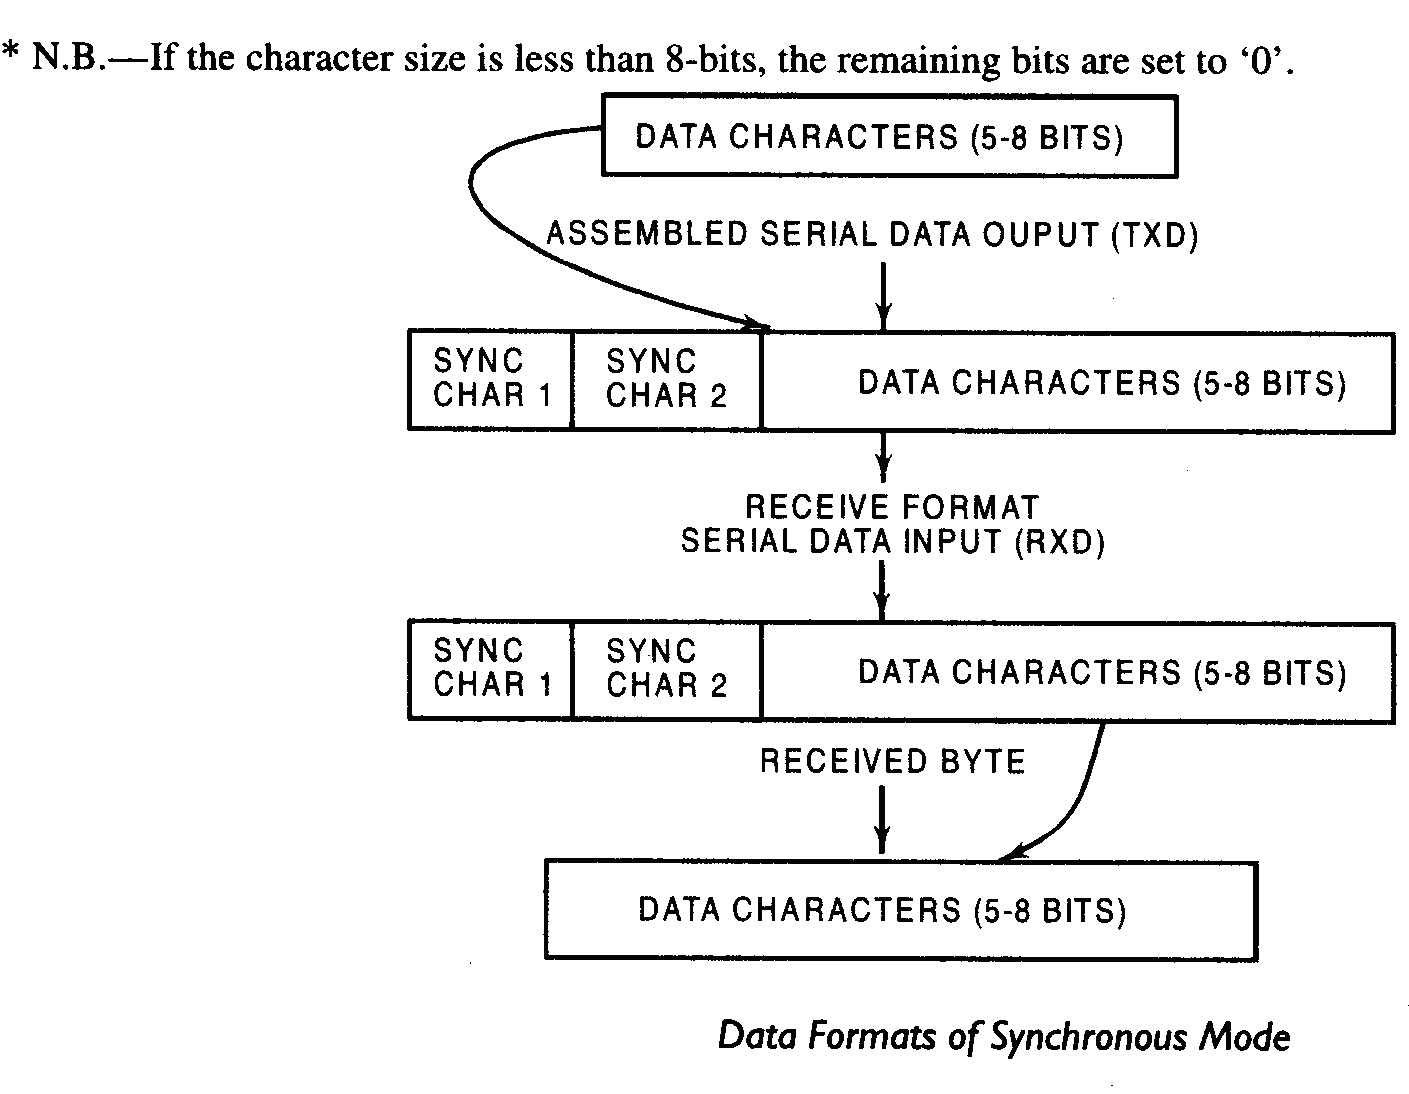 * N.B.—If the character size is less than 8-bits, the remaining bits are set to ‘0’.
DATA CHARACTERS (5-8 BITS)
ASSEMBLED SERIAL DATA OUPUT (TXD)
SYNC CHAR 1
SYNC CHAR 2
DATA CHARACTERS (5-8 BITS)
RECEIVE FORMAT
SERIAL DATA INPUT (RXD)
SYNC CHAR 1
SYNC CHAR 2
DATA CHARACTERS (5-8 BITS)
RECEIVED BYTE
DATA CHARACTERS (5-8 BITS)
Data Formats of Synchronous Mode